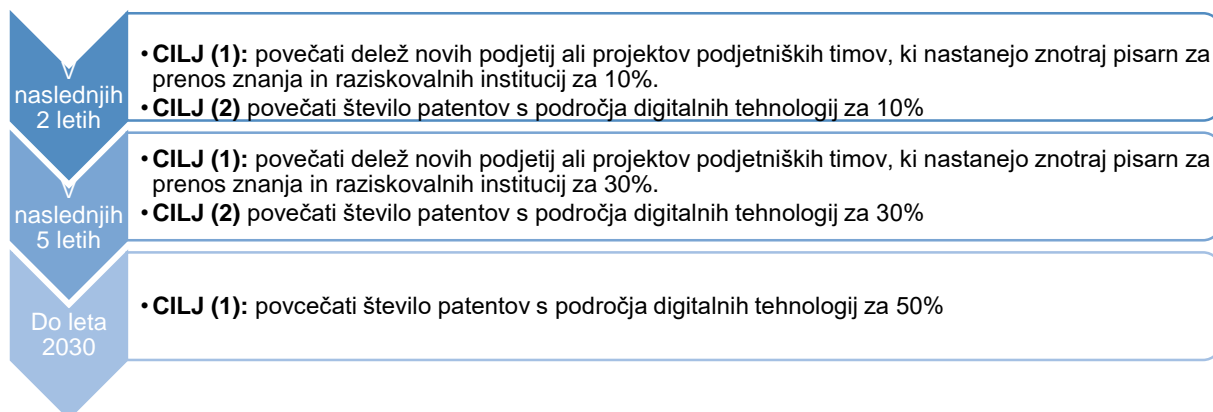 V
naslednjih
2 letih
• CILJ (1): povečati delež novih podjetij ali projektov podjetniških timov, ki nastanejo znotraj pisarn za
prenos znanja in raziskovalnih institucij za 10%.
• CILJ (2) povečati število patentov s področja digitalnih tehnologij za 10%
V
naslednjih
5 letih
• CILJ (1): povečati delež novih podjetij ali projektov podjetniških timov, ki nastanejo znotraj pisarn za
prenos znanja in raziskovalnih institucij za 30%.
• CILJ (2) povečati število patentov s področja digitalnih tehnologij za 30%
Do leta
2030
• CILJ (1): povcečati število patentov s področja digitalnih tehnologij za 50%